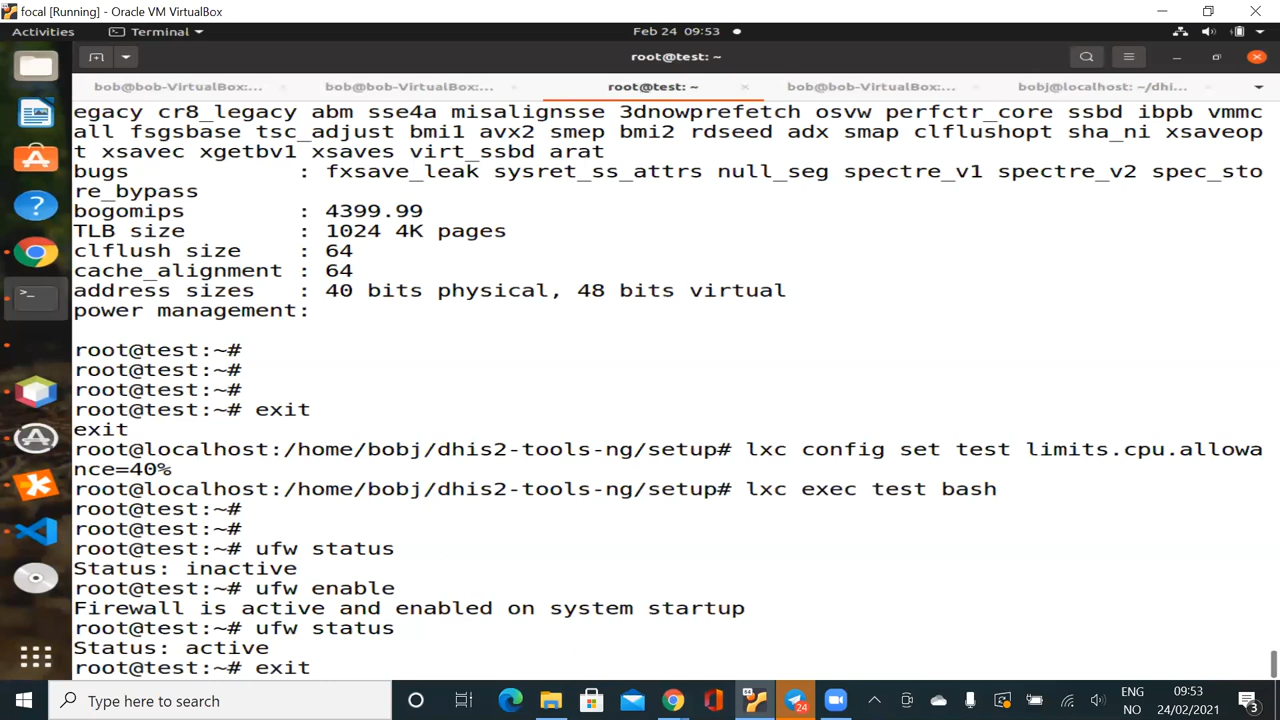 focal [Running] - Oracle VM VirtualBox
Activities
Terminal
Feb 24 09:53
root@test: ~
bob@bob-VirtualBox:...
bob@bob-VirtualBox:...
root@test: ~
bob@bob-VirtualBox:...
bobj@localhost: ~/dhi...
egacy cr8_legacy abm sse4a misalignsse 3dnowprefetch osvw perfctr_core ssbd ibpb vmmc
all fsgsbase tsc_adjust bmi1 avx2 smep bmi2 rdseed adx smap clflushopt sha_ni xsaveop
t xsavec xgetbv1 xsaves virt_ssbd arat
bugs : fxsave_leak sysret_ss_attrs null_seg spectre_v1 spectre_v2 spec_sto
re_bypass
bogomips : 4399.99
TLB size : 1024 4K pages
clflush size : 64
cache_alignment : 64
address sizes : 40 bits physical, 48 bits virtual
power management:
root@test:~#
root@test:~#
root@test:~#
root@test:~# exit
exit
root@localhost:/home/bobj/dhis2-tools-ng/setup# lxc config set test limits.cpu.allowa
nce=40%
root@localhost:/home/bobj/dhis2-tools-ng/setup# lxc exec test bash
root@test:~#
root@test:~#
root@test:~# ufw status
Status: inactive
root@test:~# ufw enable
Firewall is active and enabled on system startup
root@test:~# ufw status
Status: active
root@test:~# exit
Type here to search
24
ENG
NO
09:53
24/02/2021
3